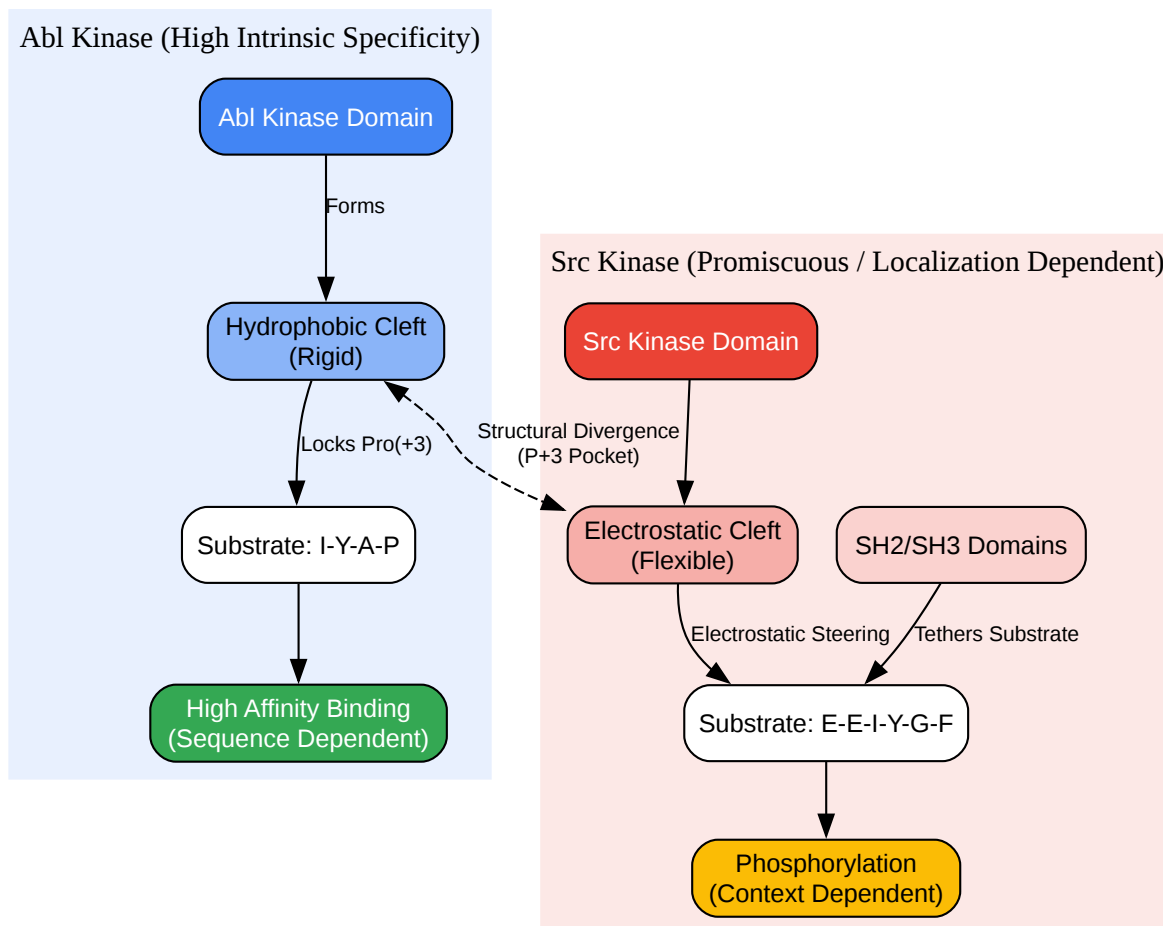 Abl Kinase (High Intrinsic Specificity)
Abl Kinase Domain
Forms
Hydrophobic Cleft
(Rigid)
Locks Pro(+3)
Substrate: I-Y-A-P
High Affinity Binding
(Sequence Dependent)
Structural Divergence
(P+3 Pocket)
Src Kinase (Promiscuous / Localization Dependent)
Src Kinase Domain
Electrostatic Cleft
(Flexible)
SH2/SH3 Domains
Electrostatic Steering
Tethers Substrate
Substrate: E-E-I-Y-G-F
Phosphorylation
(Context Dependent)